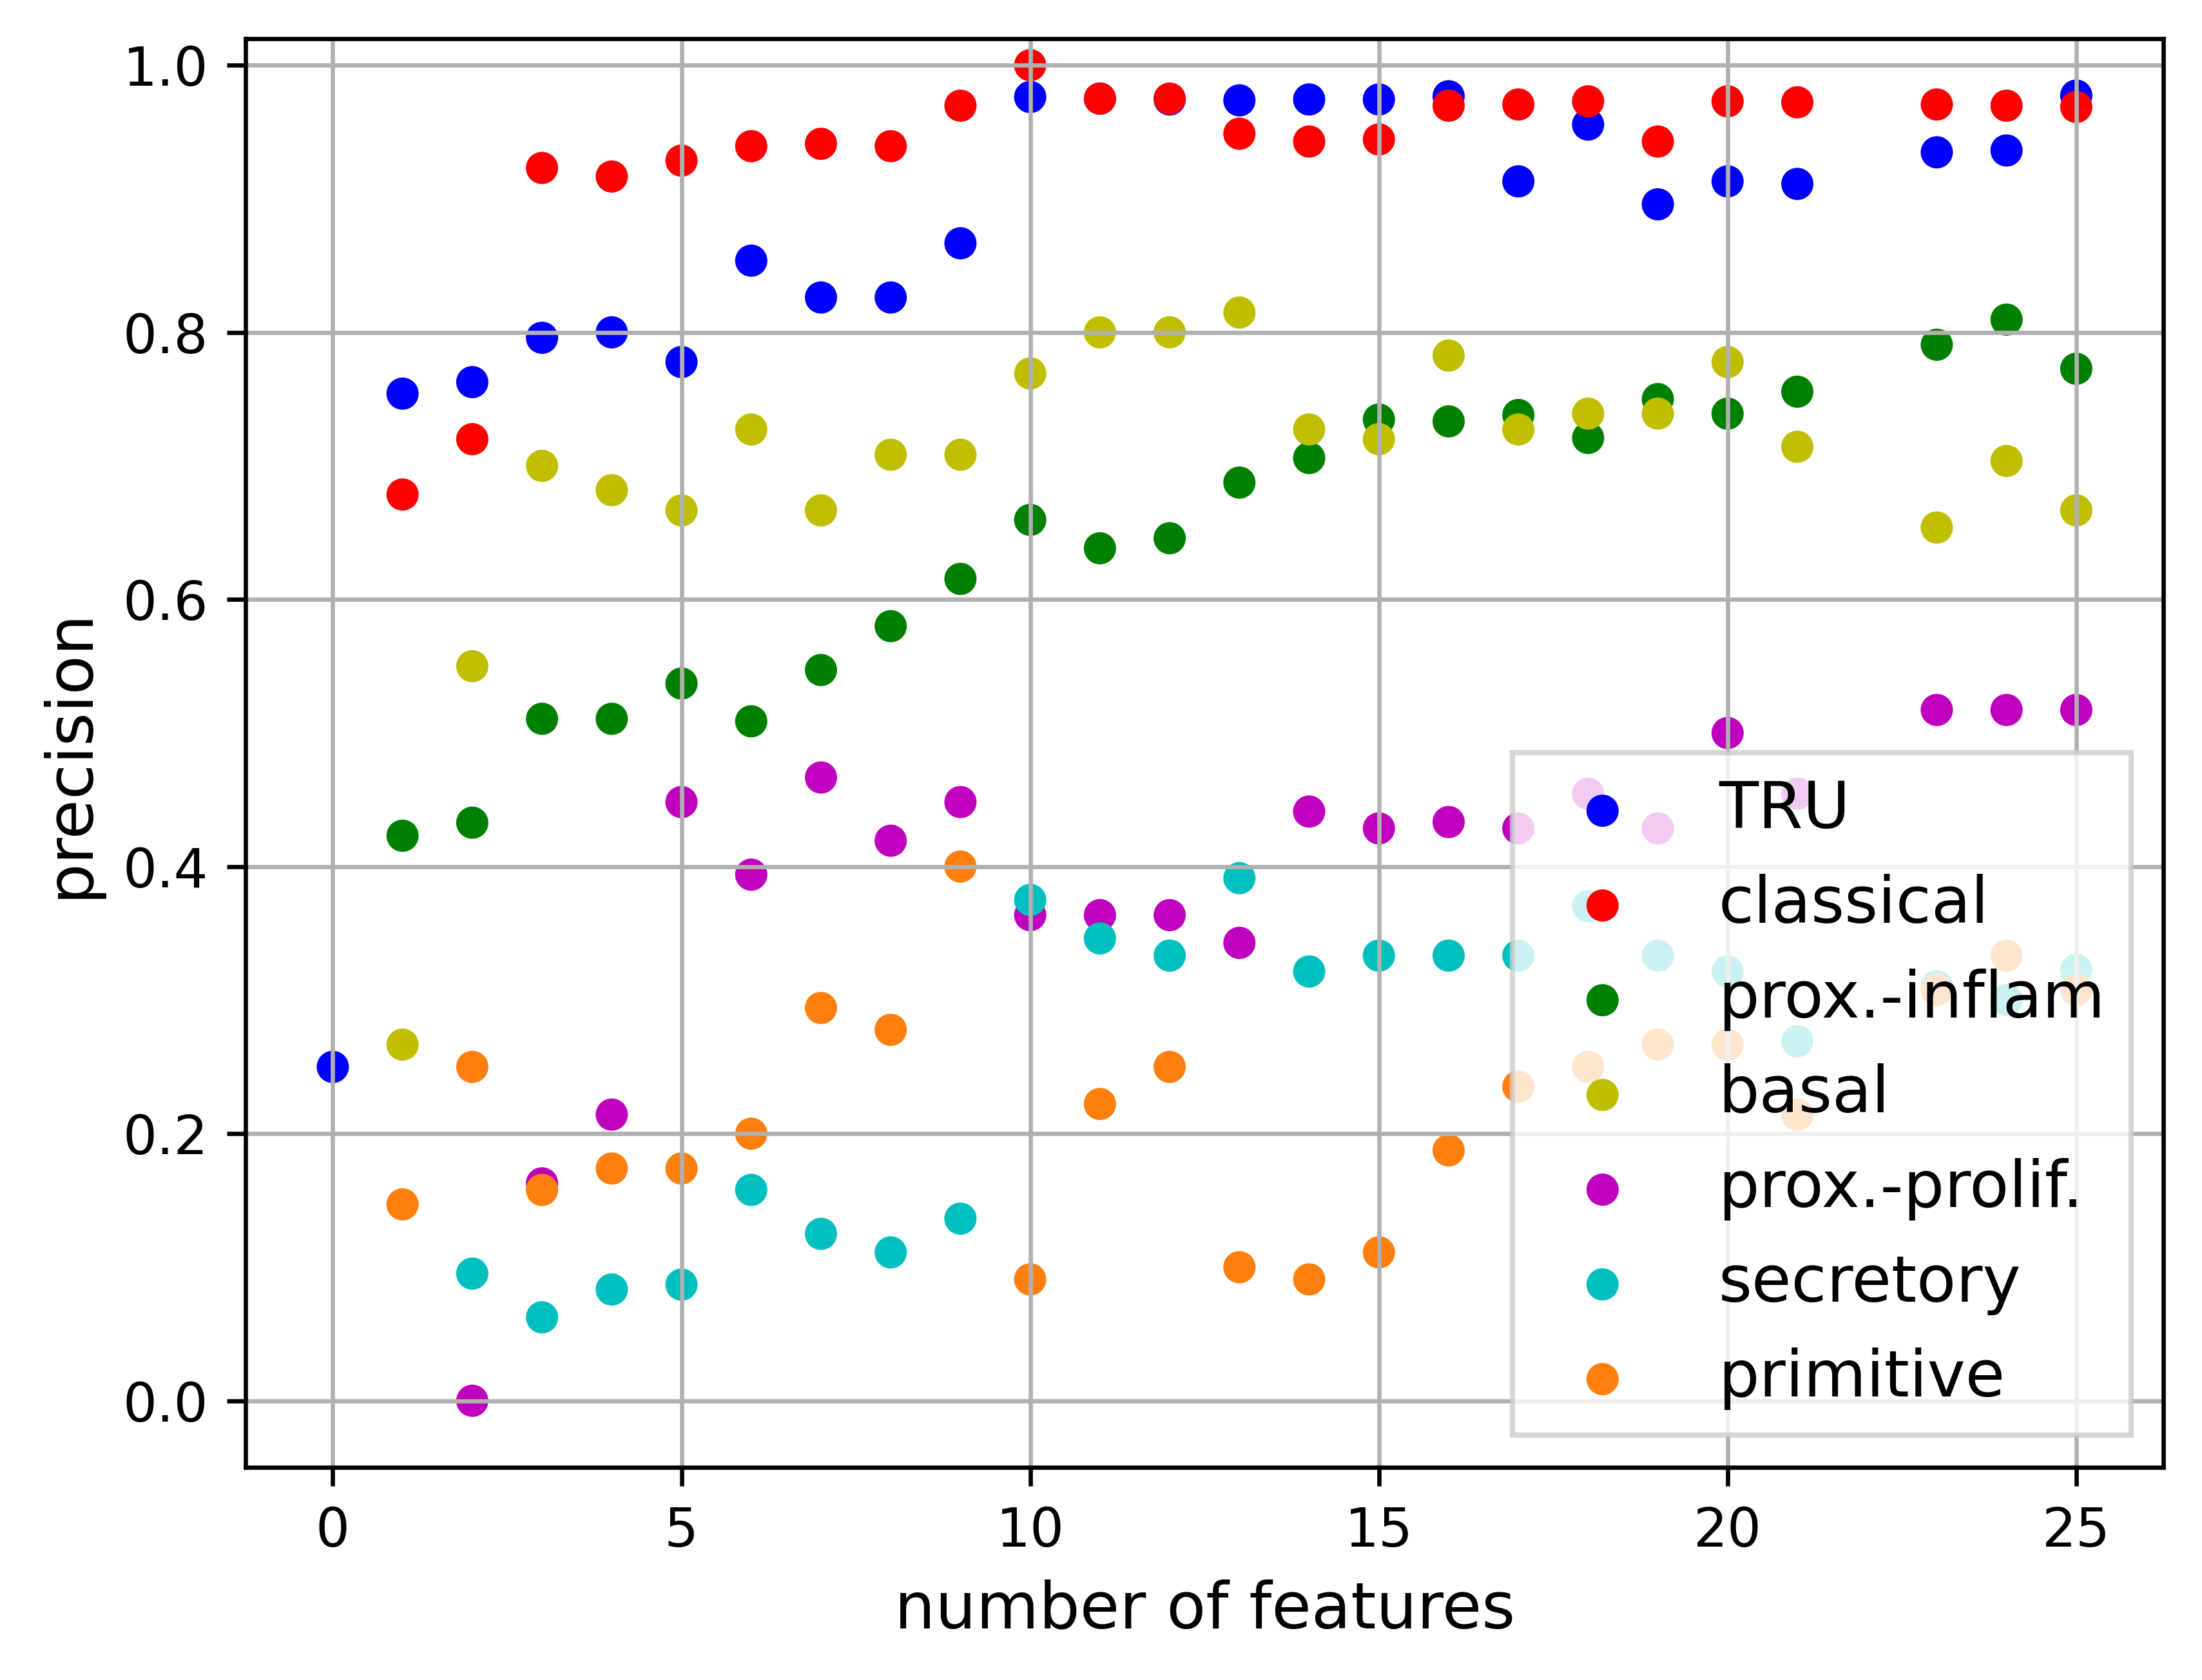 1.0
0.8
0.6
0.4
0.2
0.0
precision
TRU
classical
prox.-inflam
basal
prox.-prolif.
secretory
primitive
0 5 10 15 20 25
number of features